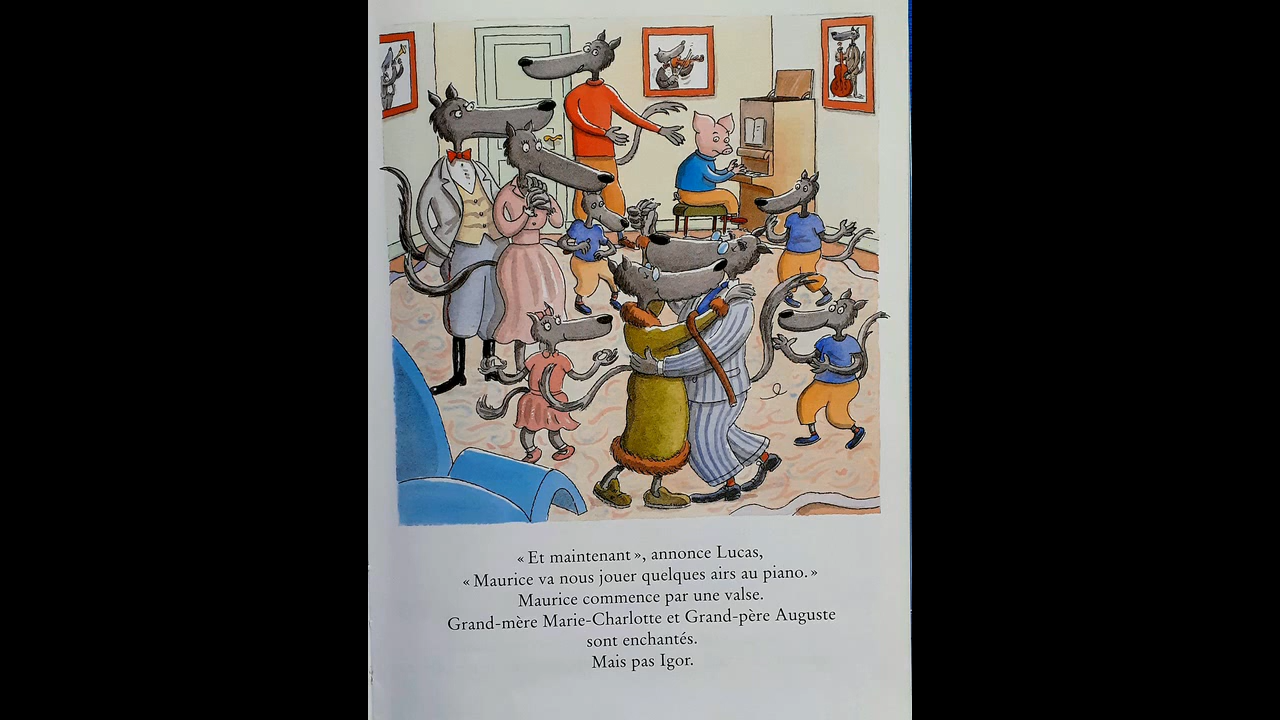 « Et maintenant », annonce Lucas,
« Maurice va nous jouer quelques airs au piano. »
Maurice commence par une valse.
Grand-mère Marie-Charlotte et Grand-père Auguste
sont enchantés.
Mais pas Igor.